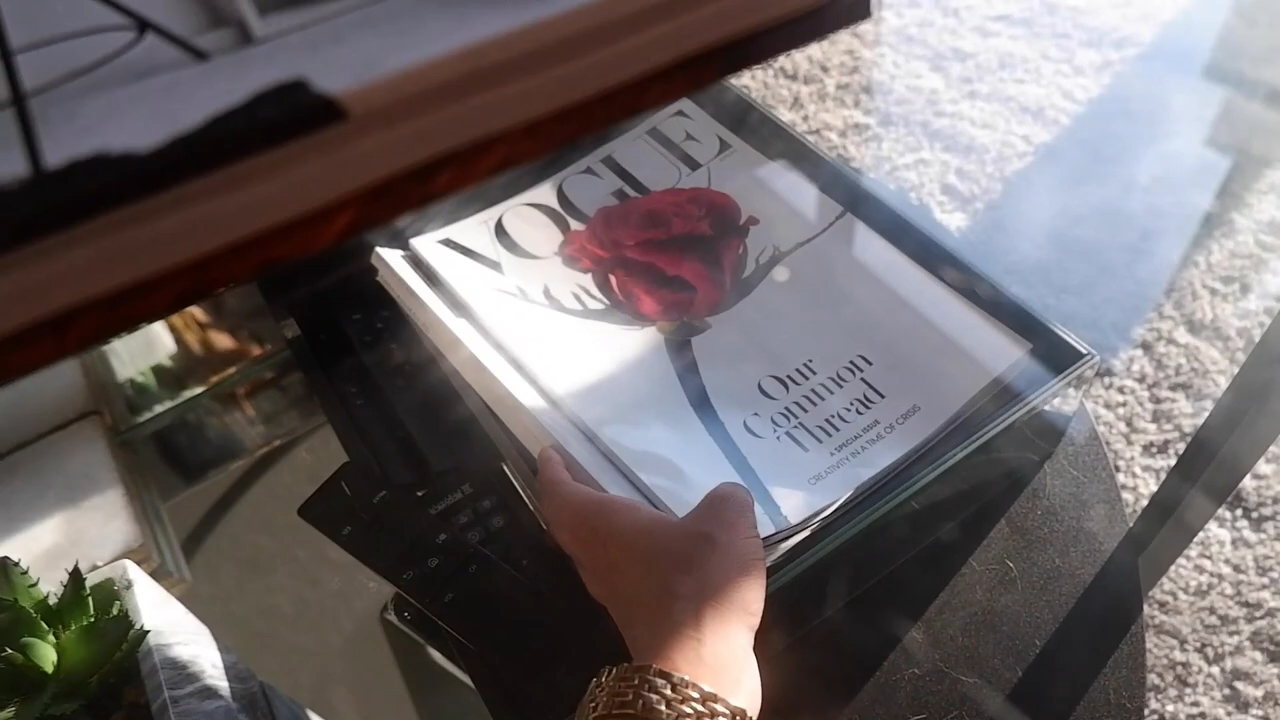 VOGUE
Our
Common
Thread
A SPECIAL ISSUE
CREATIVITY IN A TIME OF CRISIS